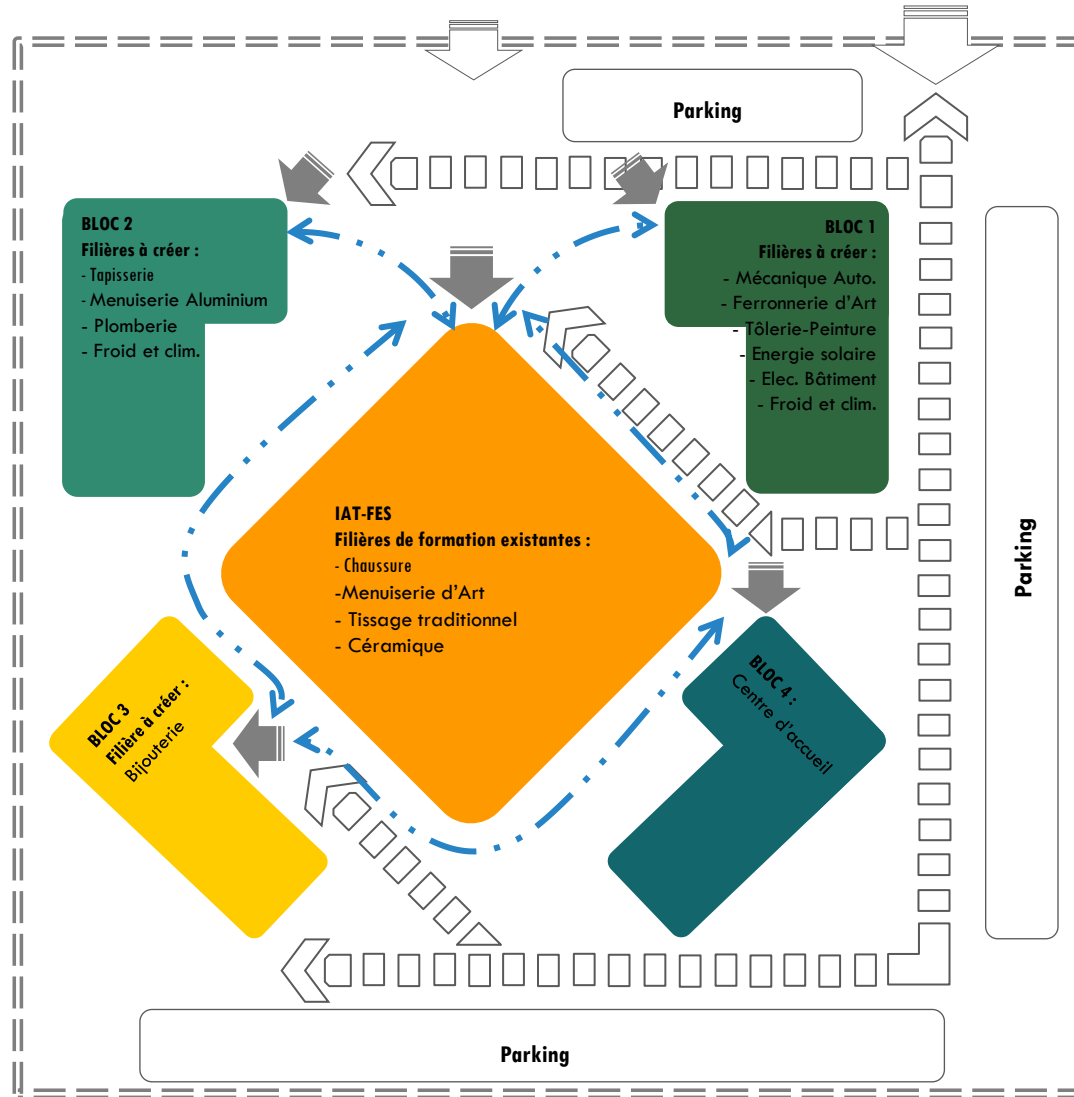 Parking
BLOC 2
Filières à créer :
- Tapisserie
- Menuiserie Aluminium
- Plomberie
- Froid et clim.
BLOC 1
Filières à créer :
- Mécanique Auto.
- Ferronnerie d’Art
- Tôlerie-Peinture
- Energie solaire
- Elec. Bâtiment
- Froid et clim.
IAT-FES
Filières de formation existantes :
- Chaussure
-Menuiserie d’Art
- Tissage traditionnel
- Céramique
Parking
BLOC 3
Filière à créer :
Bijouterie
BLOC 4 :
Centre d’accueil
Parking